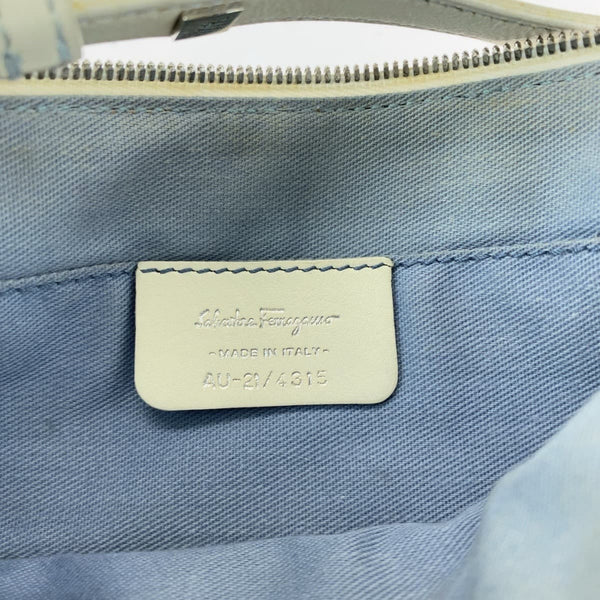 Salvatore Ferragamo
- MADE IN ITALY -
AU-21/4315